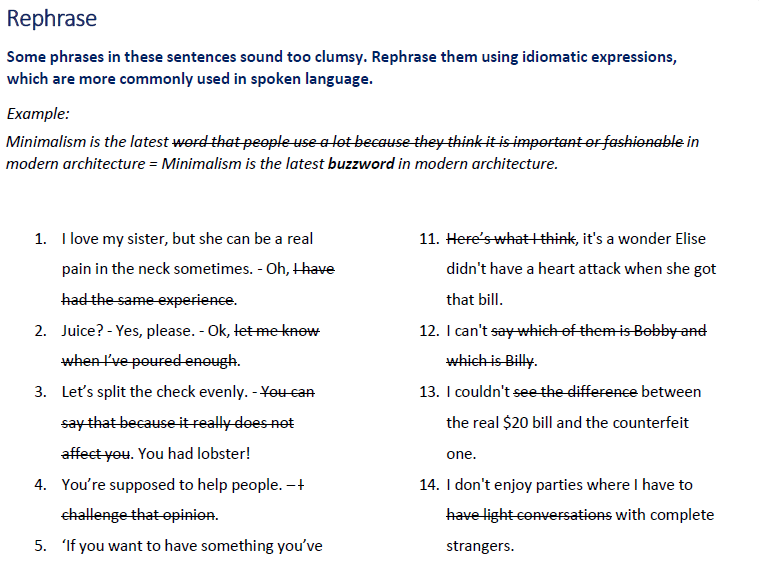 Rephrase
Some phrases in these sentences sound too clumsy. Rephrase them using idiomatic expressions,
which are more commonly used in spoken language.
Example:
Minimalism is the latest word that people use a lot because they think it is important or fashionable in
modern architecture = Minimalism is the latest buzzword in modern architecture.
1. I love my sister, but she can be a real
pain in the neck sometimes. - Oh, I have
had the same experience.
2. Juice? - Yes, please. - Ok, let me know
when I’ve poured enough.
3. Let’s split the check evenly. - You can
say that because it really does not
affect you. You had lobster!
4. You’re supposed to help people. – I
challenge that opinion.
5. ‘If you want to have something you’ve
11. Here’s what I think, it's a wonder Elise
didn't have a heart attack when she got
that bill.
12. I can't say which of them is Bobby and
which is Billy.
13. I couldn't see the difference between
the real $20 bill and the counterfeit
one.
14. I don't enjoy parties where I have to
have light conversations with complete
strangers.